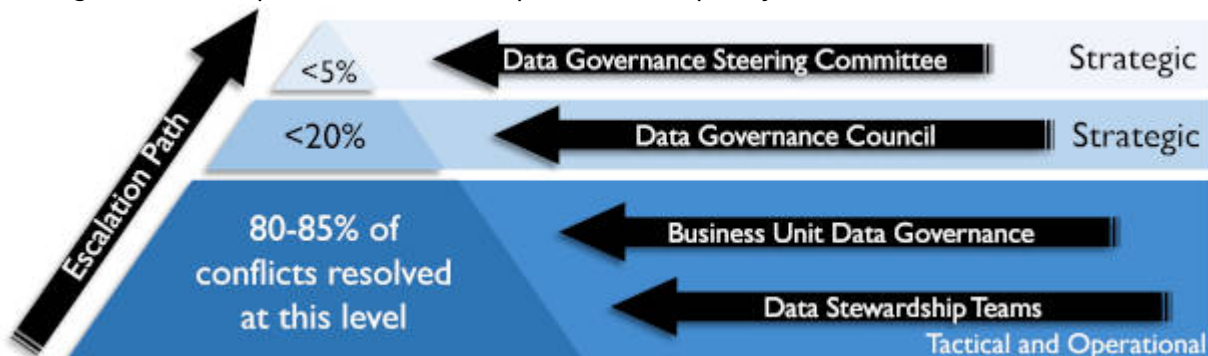 <5%
Data Governance Steering Committee
Strategic
<20%
Data Governance Council
Strategic
Escalation Path
80-85% of
conflicts resolved
at this level
Business Unit Data Governance
Data Stewardship Teams
Tactical and Operational